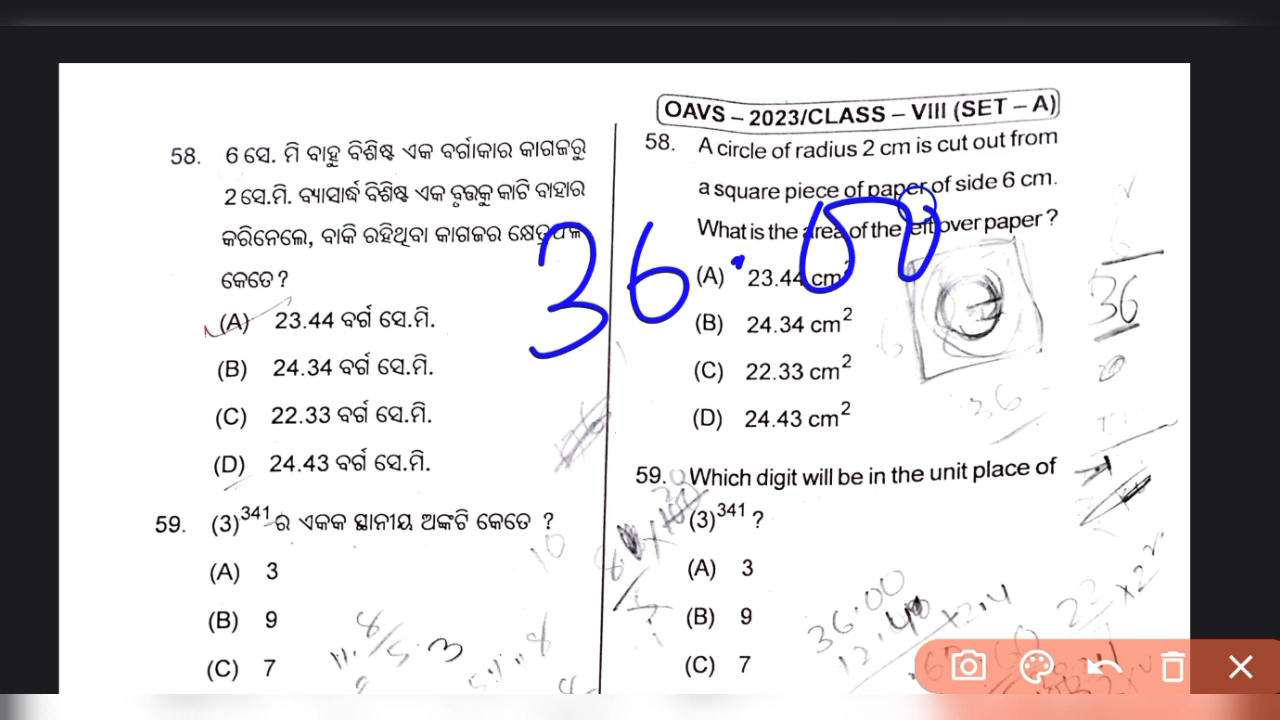 OAVS – 2023/CLASS – VIII (SET – A)
58. 6 ସେ. ମି ବାହୁ ବିଶିଷ୍ଟ ଏକ ବର୍ଗାକାର କାଗଜରୁ
2 ସେ.ମି. ବ୍ୟାସାର୍ଦ୍ଧ ବିଶିଷ୍ଟ ଏକ ବୃତ୍ତକୁ କାଟି ବାହାର
କରିନେଲେ, ବାକି ରହିଥିବା କାଗଜର କ୍ଷେତ୍ରଫଳ
କେତେ ?
(A) 23.44 ବର୍ଗ ସେ.ମି.
(B) 24.34 ବର୍ଗ ସେ.ମି.
(C) 22.33 ବର୍ଗ ସେ.ମି.
(D) 24.43 ବର୍ଗ ସେ.ମି.
59. (3)^341 ର ଏକକ ସ୍ଥାନୀୟ ଅଙ୍କଟି କେତେ ?
(A) 3
(B) 9
(C) 7
58. A circle of radius 2 cm is cut out from
a square piece of paper of side 6 cm.
What is the area of the left over paper ?
(A) 23.44 cm²
(B) 24.34 cm²
(C) 22.33 cm²
(D) 24.43 cm²
59. Which digit will be in the unit place of
(3)^341 ?
(A) 3
(B) 9
(C) 7
36.00
36
36
36.00